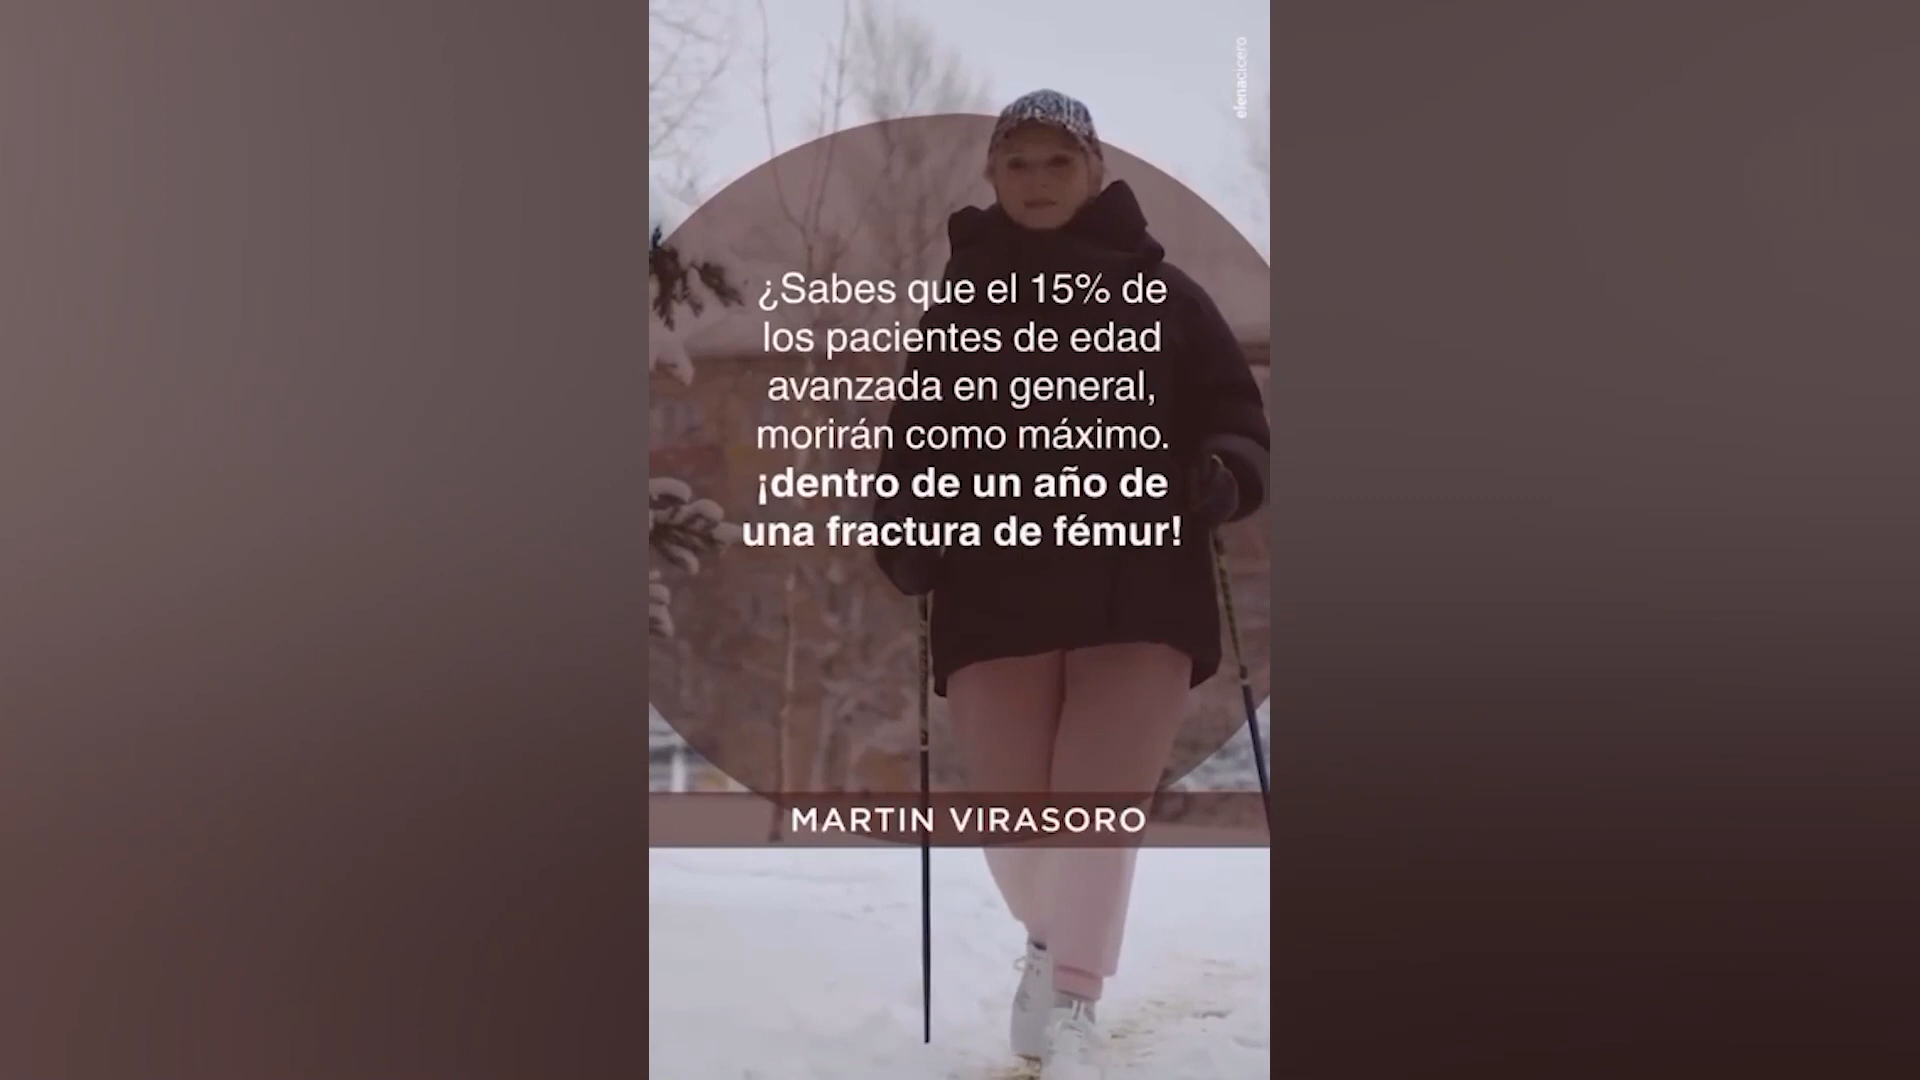 elenacicero
¿Sabes que el 15% de
los pacientes de edad
avanzada en general,
morirán como máximo.
¡dentro de un año de
una fractura de fémur!
MARTIN VIRASORO